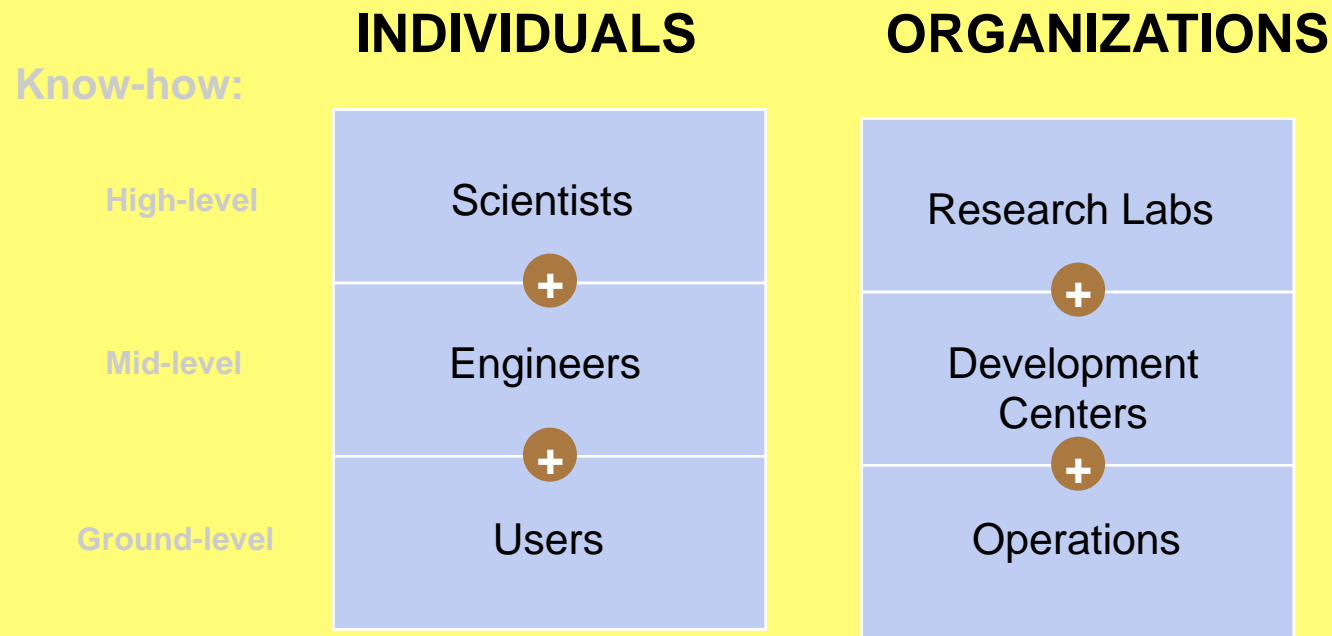 INDIVIDUALS ORGANIZATIONS
Know-how:
High-level Scientists Research Labs
+ +
Mid-level Engineers Development
Centers
+ +
Ground-level Users Operations